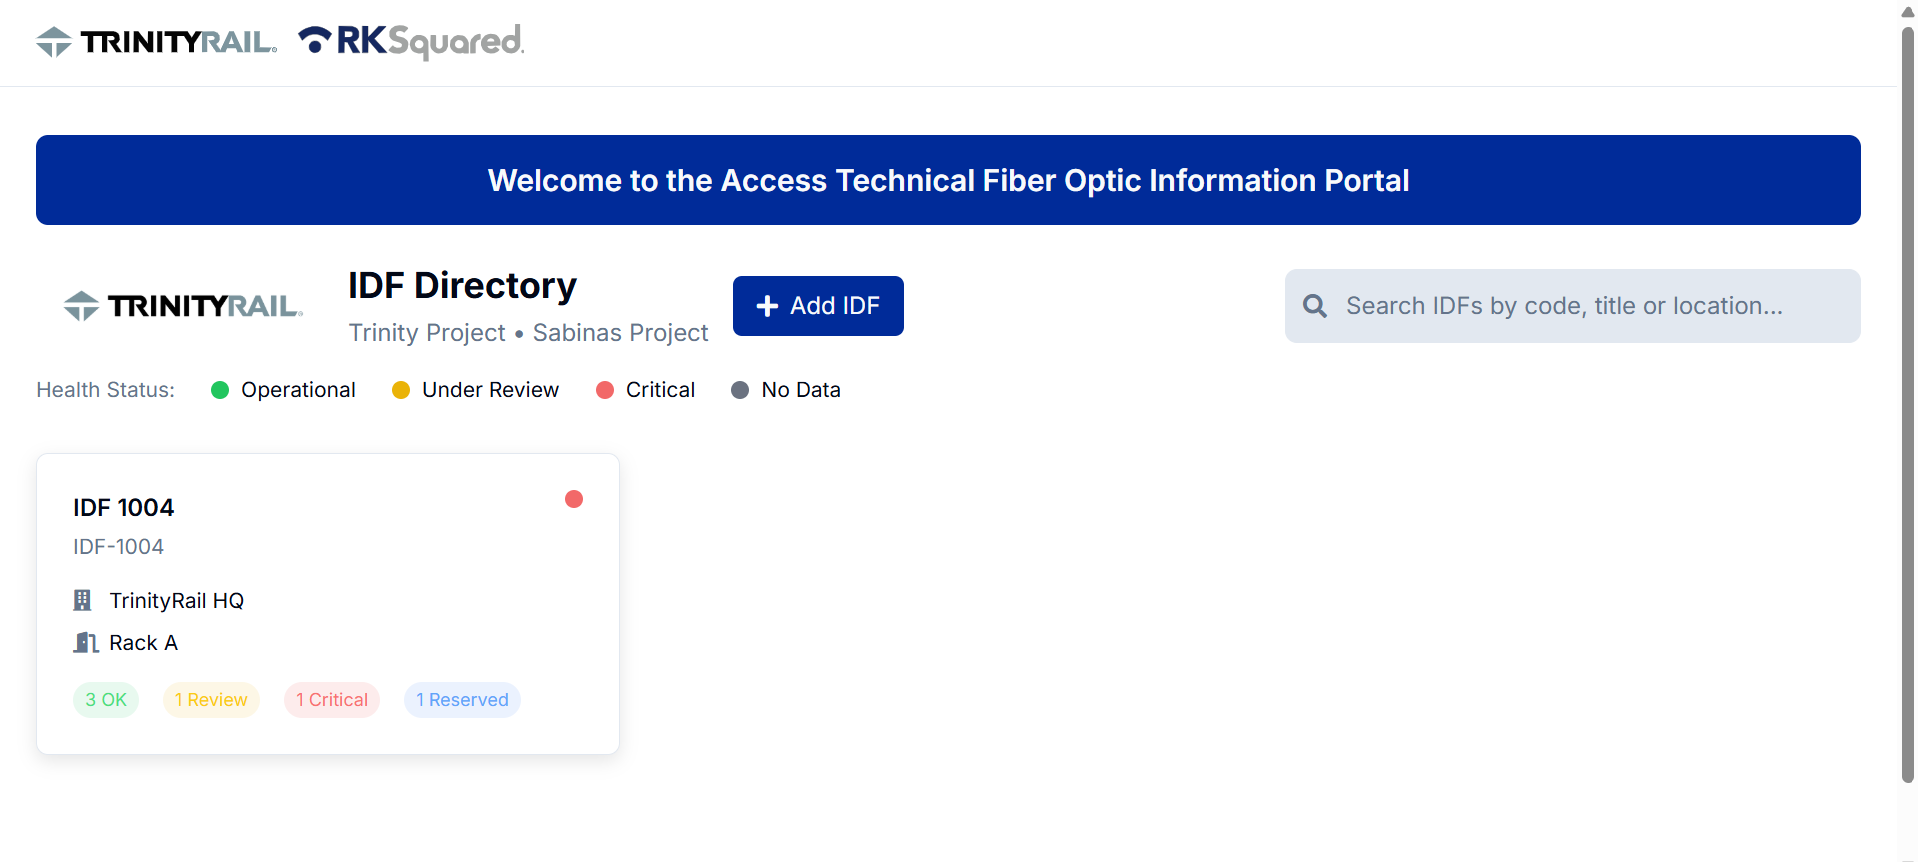 TRINITYRAIL® RKSquared.
Welcome to the Access Technical Fiber Optic Information Portal
TRINITYRAIL®
IDF Directory
Trinity Project • Sabinas Project
Add IDF
Search IDFs by code, title or location...
Health Status: Operational Under Review Critical No Data
IDF 1004
IDF-1004
TrinityRail HQ
Rack A
3 OK 1 Review 1 Critical 1 Reserved